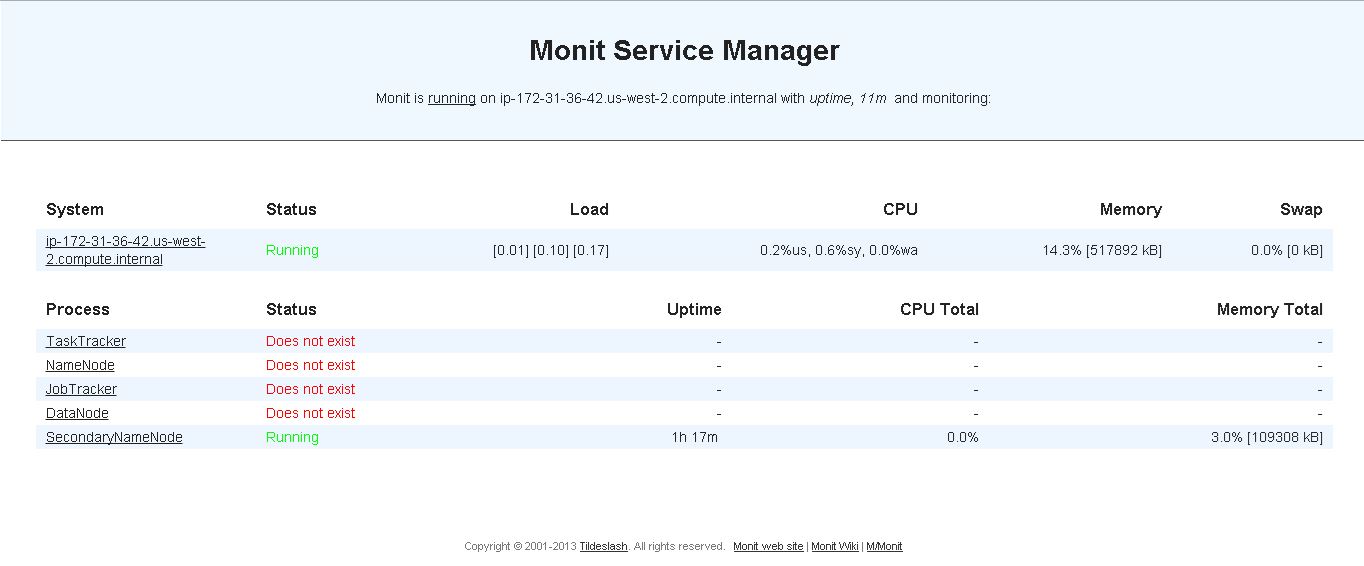 Monit Service Manager
Monit is running on ip-172-31-36-42.us-west-2.compute.internal with uptime, 11m and monitoring:
System Status Load CPU Memory Swap
ip-172-31-36-42.us-west-
2.compute.internal Running [0.01] [0.10] [0.17] 0.2%us, 0.6%sy, 0.0%wa 14.3% [517892 kB] 0.0% [0 kB]
Process Status Uptime CPU Total Memory Total
TaskTracker Does not exist - - -
NameNode Does not exist - - -
JobTracker Does not exist - - -
DataNode Does not exist - - -
SecondaryNameNode Running 1h 17m 0.0% 3.0% [109308 kB]
Copyright © 2001-2013 Tildeslash. All rights reserved. Monit web site | Monit Wiki | M/Monit